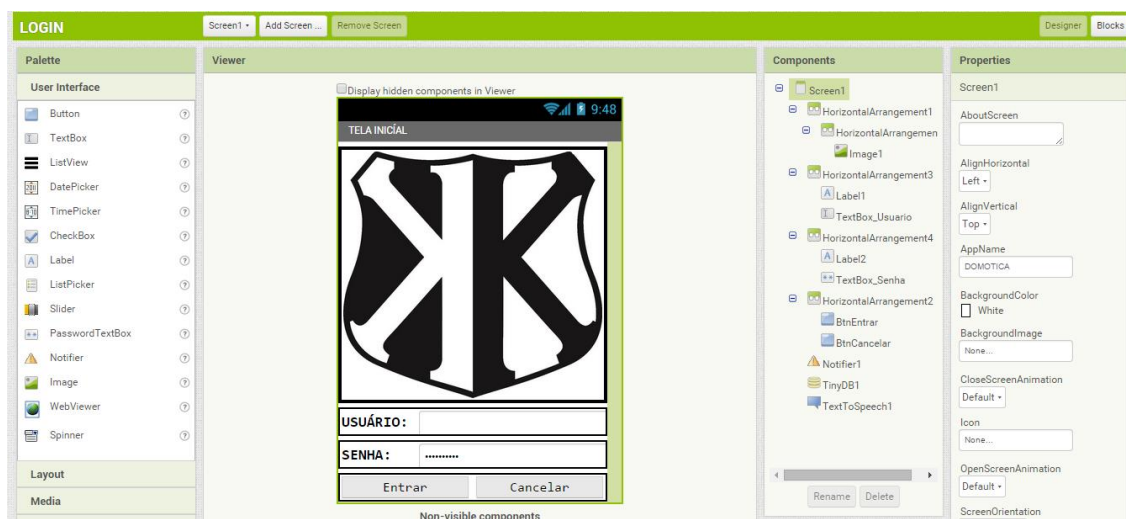 LOGIN
Screen1
Add Screen ...
Remove Screen
Designer
Blocks
Palette
User Interface
Button
TextBox
ListView
DatePicker
TimePicker
CheckBox
Label
ListPicker
Slider
PasswordTextBox
Notifier
Image
WebViewer
Spinner
Layout
Media
Viewer
Display hidden components in Viewer
9:48
TELA INICÍAL
USUÁRIO:
SENHA:
Entrar
Cancelar
Non-visible components
Components
Screen1
HorizontalArrangement1
HorizontalArrangemen
Image1
HorizontalArrangement3
Label1
TextBox_Usuario
HorizontalArrangement4
Label2
TextBox_Senha
HorizontalArrangement2
BtnEntrar
BtnCancelar
Notifier1
TinyDB1
TextToSpeech1
Rename
Delete
Properties
Screen1
AboutScreen
AlignHorizontal
Left
AlignVertical
Top
AppName
DOMOTICA
BackgroundColor
White
BackgroundImage
None...
CloseScreenAnimation
Default
Icon
None...
OpenScreenAnimation
Default
ScreenOrientation